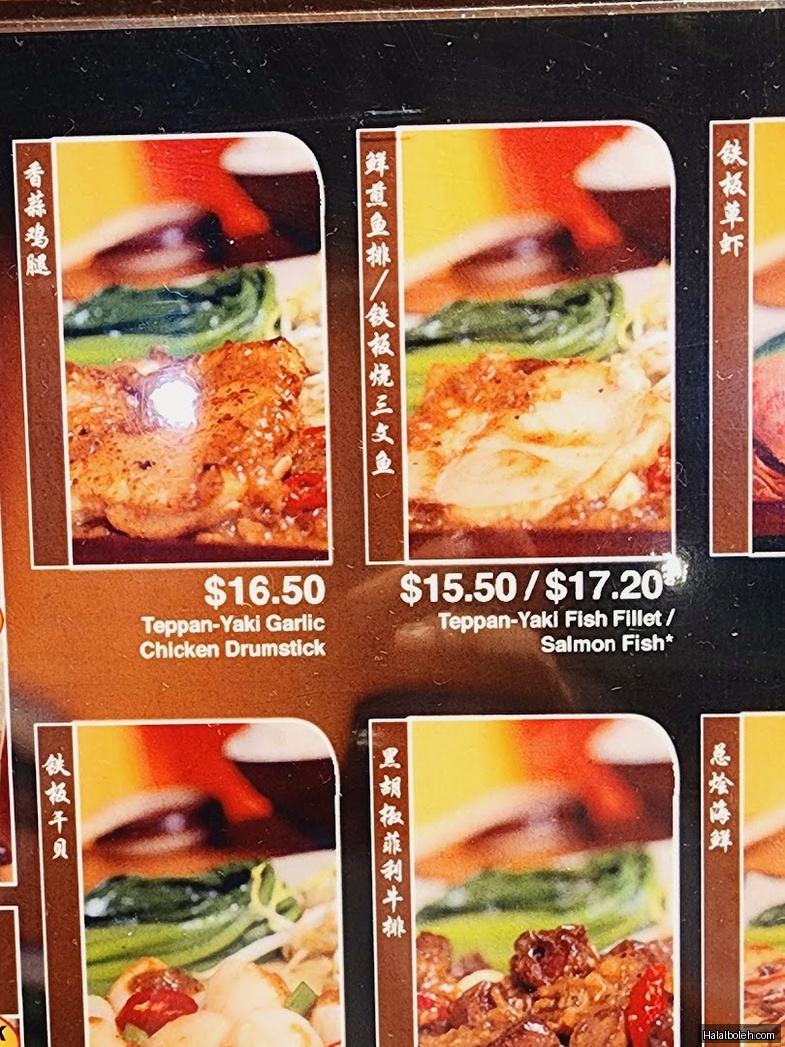 香蒜鸡腿
鲜煎鱼排/铁板烧三文鱼
铁板草虾
$16.50
Teppan-Yaki Garlic
Chicken Drumstick
$15.50 / $17.20*
Teppan-Yaki Fish Fillet /
Salmon Fish*
铁板干贝
黑胡椒菲利牛排
总烩海鲜
Halalboleh.com